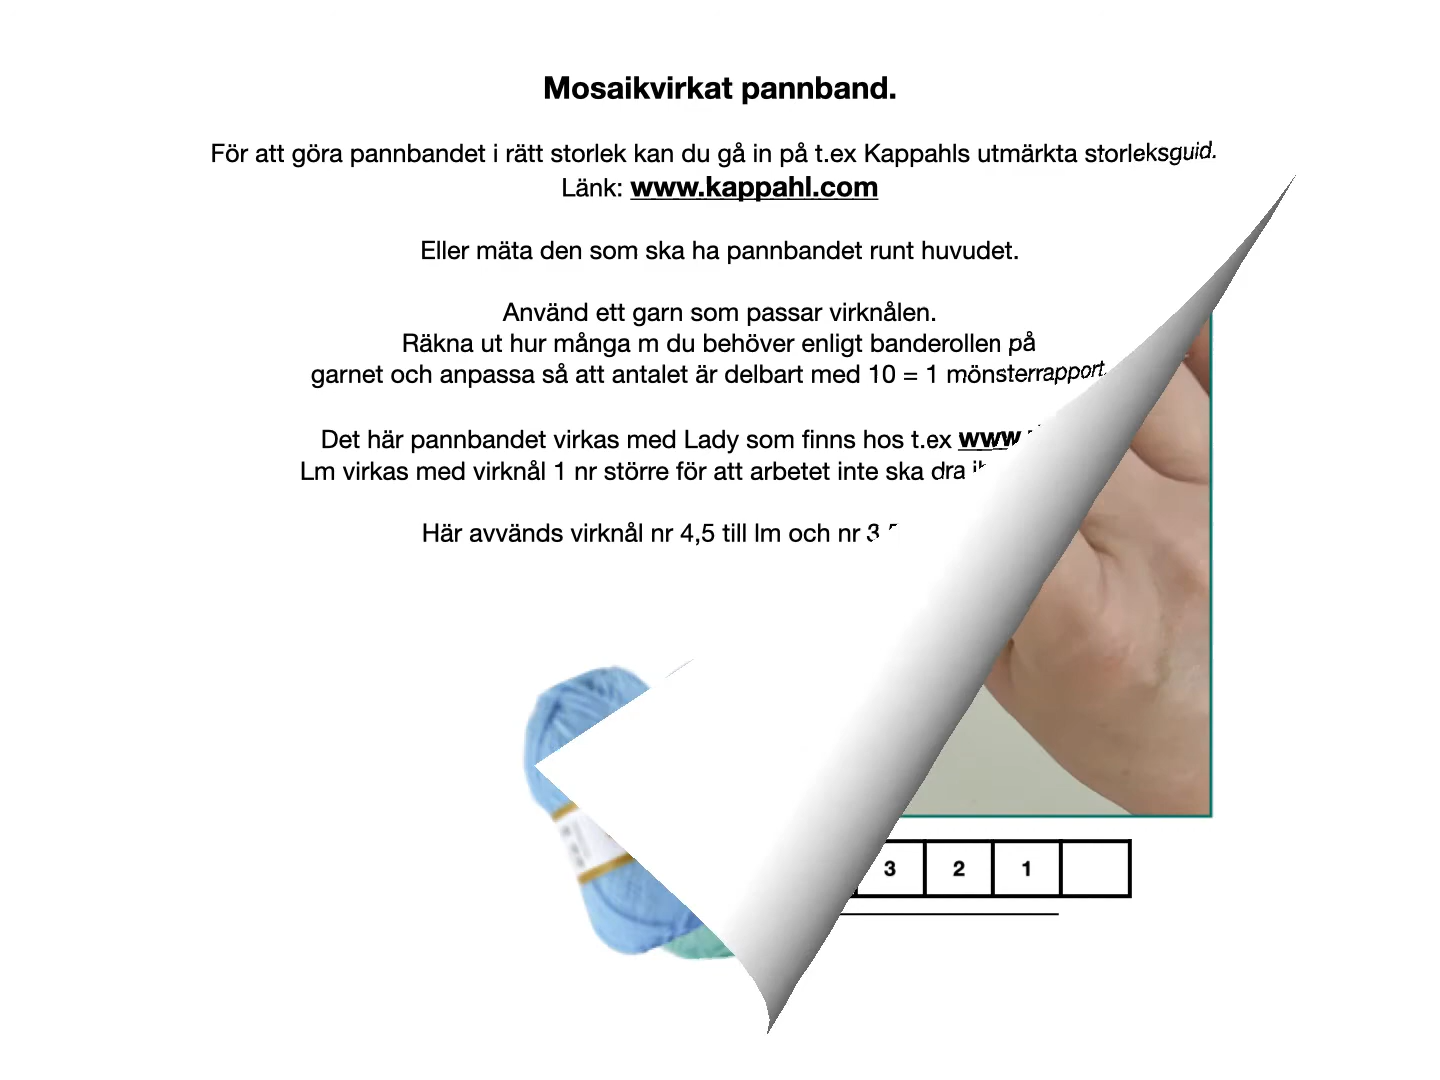 Mosaikvirkat pannband.
För att göra pannbandet i rätt storlek kan du gå in på t.ex Kappahls utmärkta storleksguid.
Länk: www.kappahl.com
Eller mäta den som ska ha pannbandet runt huvudet.
Använd ett garn som passar virknålen.
Räkna ut hur många m du behöver enligt banderollen på
garnet och anpassa så att antalet är delbart med 10 = 1 mönsterrapport.
Det här pannbandet virkas med Lady som finns hos t.ex www
Lm virkas med virknål 1 nr större för att arbetet inte ska dra
Här avvänds virknål nr 4,5 till lm och nr 3
3 2 1